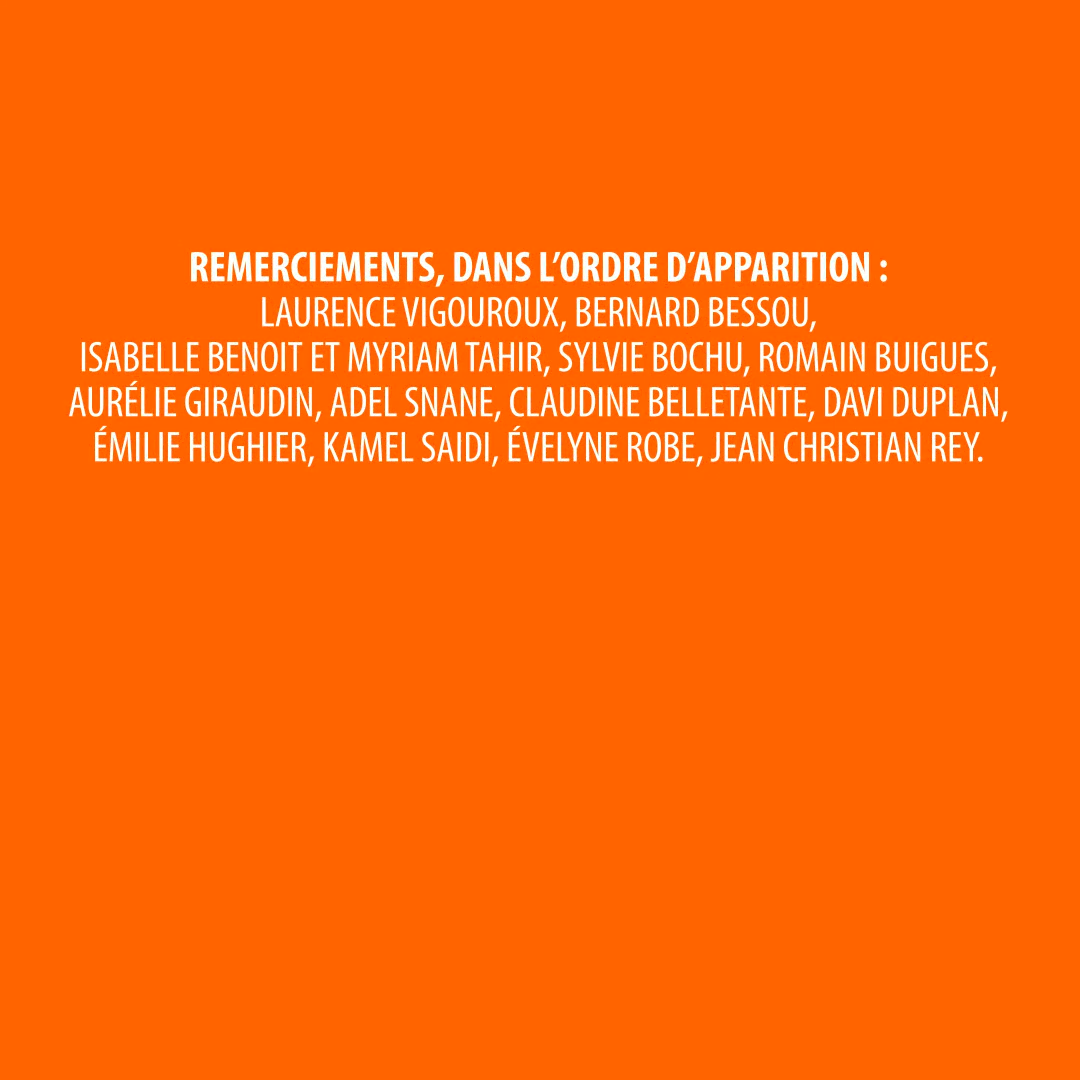 REMERCIEMENTS, DANS L’ORDRE D’APPARITION :
LAURENCE VIGOUROUX, BERNARD BESSOU,
ISABELLE BENOIT ET MYRIAM TAHIR, SYLVIE BOCHU, ROMAIN BUIGUES,
AURÉLIE GIRAUDIN, ADEL SNANE, CLAUDINE BELLETANTE, DAVI DUPLAN,
ÉMILIE HUGHIER, KAMEL SAIDI, ÉVELYNE ROBE, JEAN CHRISTIAN REY.